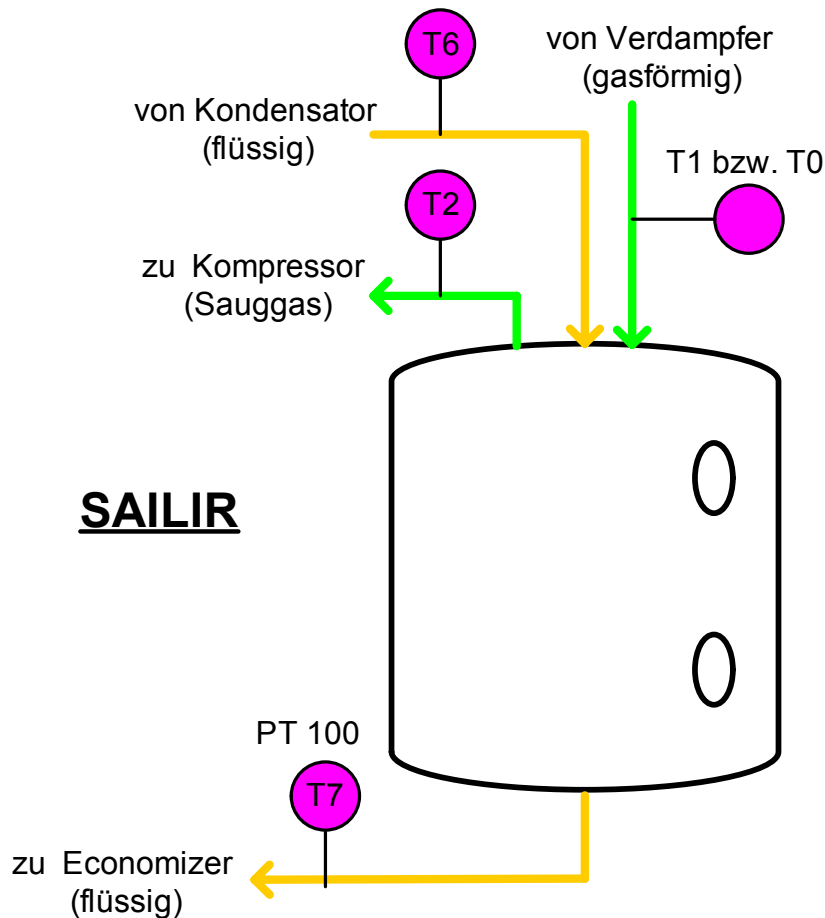 T6
von Verdampfer
(gasförmig)
von Kondensator
(flüssig)
T1 bzw. T0
T2
zu Kompressor
(Sauggas)
SAILIR
PT 100
T7
zu Economizer
(flüssig)